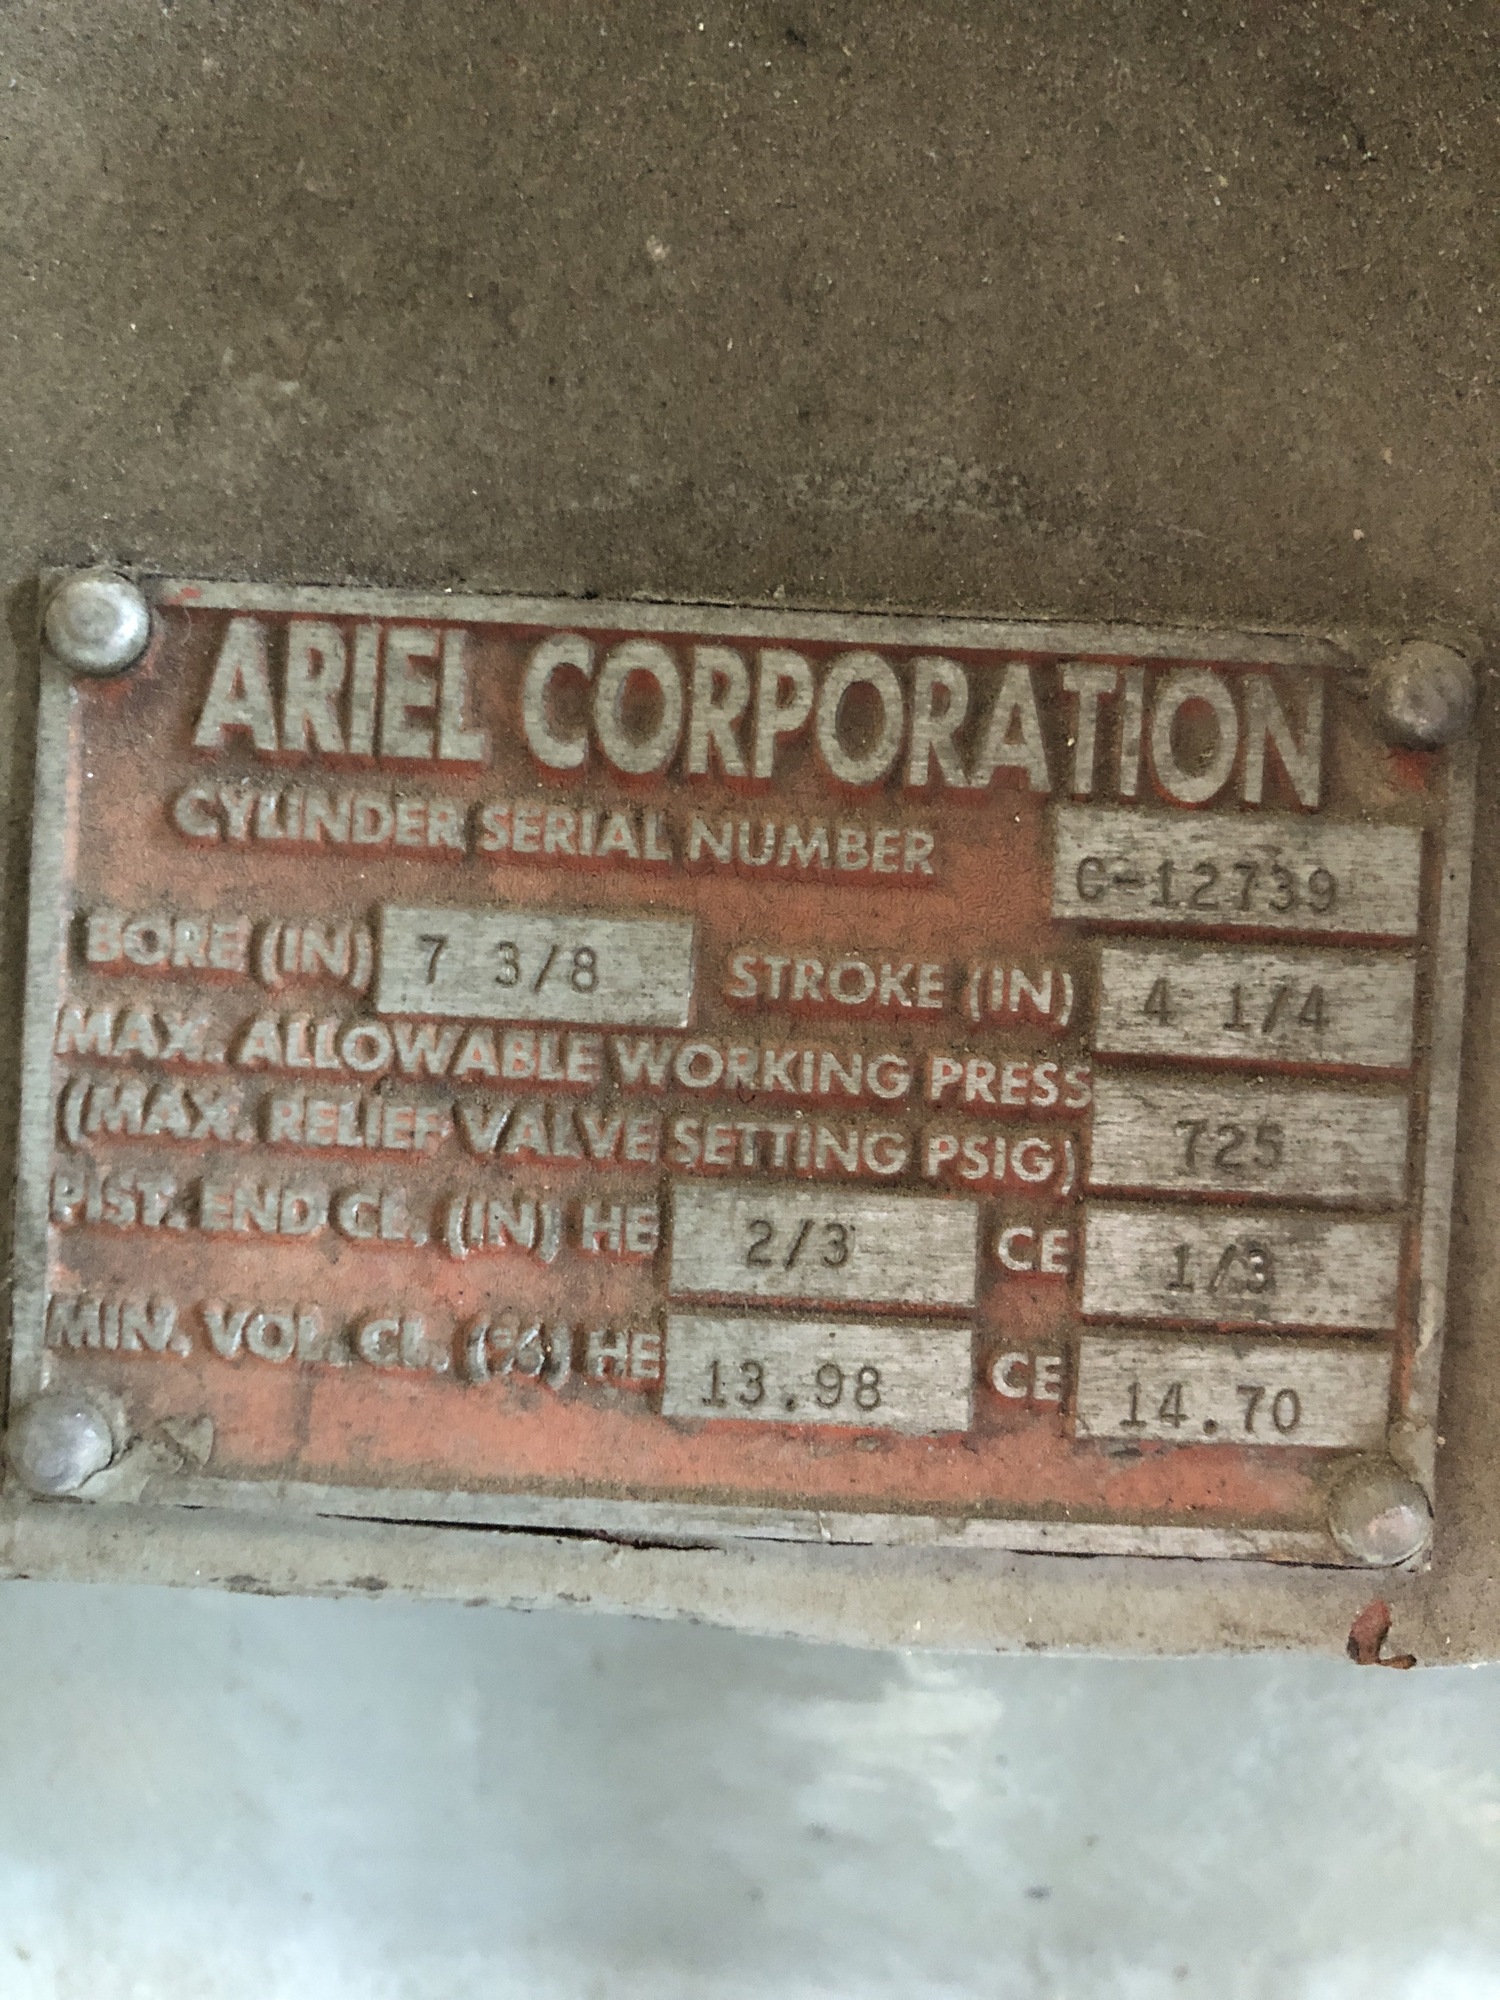 ARIEL CORPORATION
CYLINDER SERIAL NUMBER C-12739
BORE (IN) 7 3/8 STROKE (IN) 4 1/4
MAX. ALLOWABLE WORKING PRESS
(MAX. RELIEF VALVE SETTING PSIG) 725
PIST. END CL. (IN) HE 2/3 CE 1/3
MIN. VOL. CL. (%) HE 13.98 CE 14.70